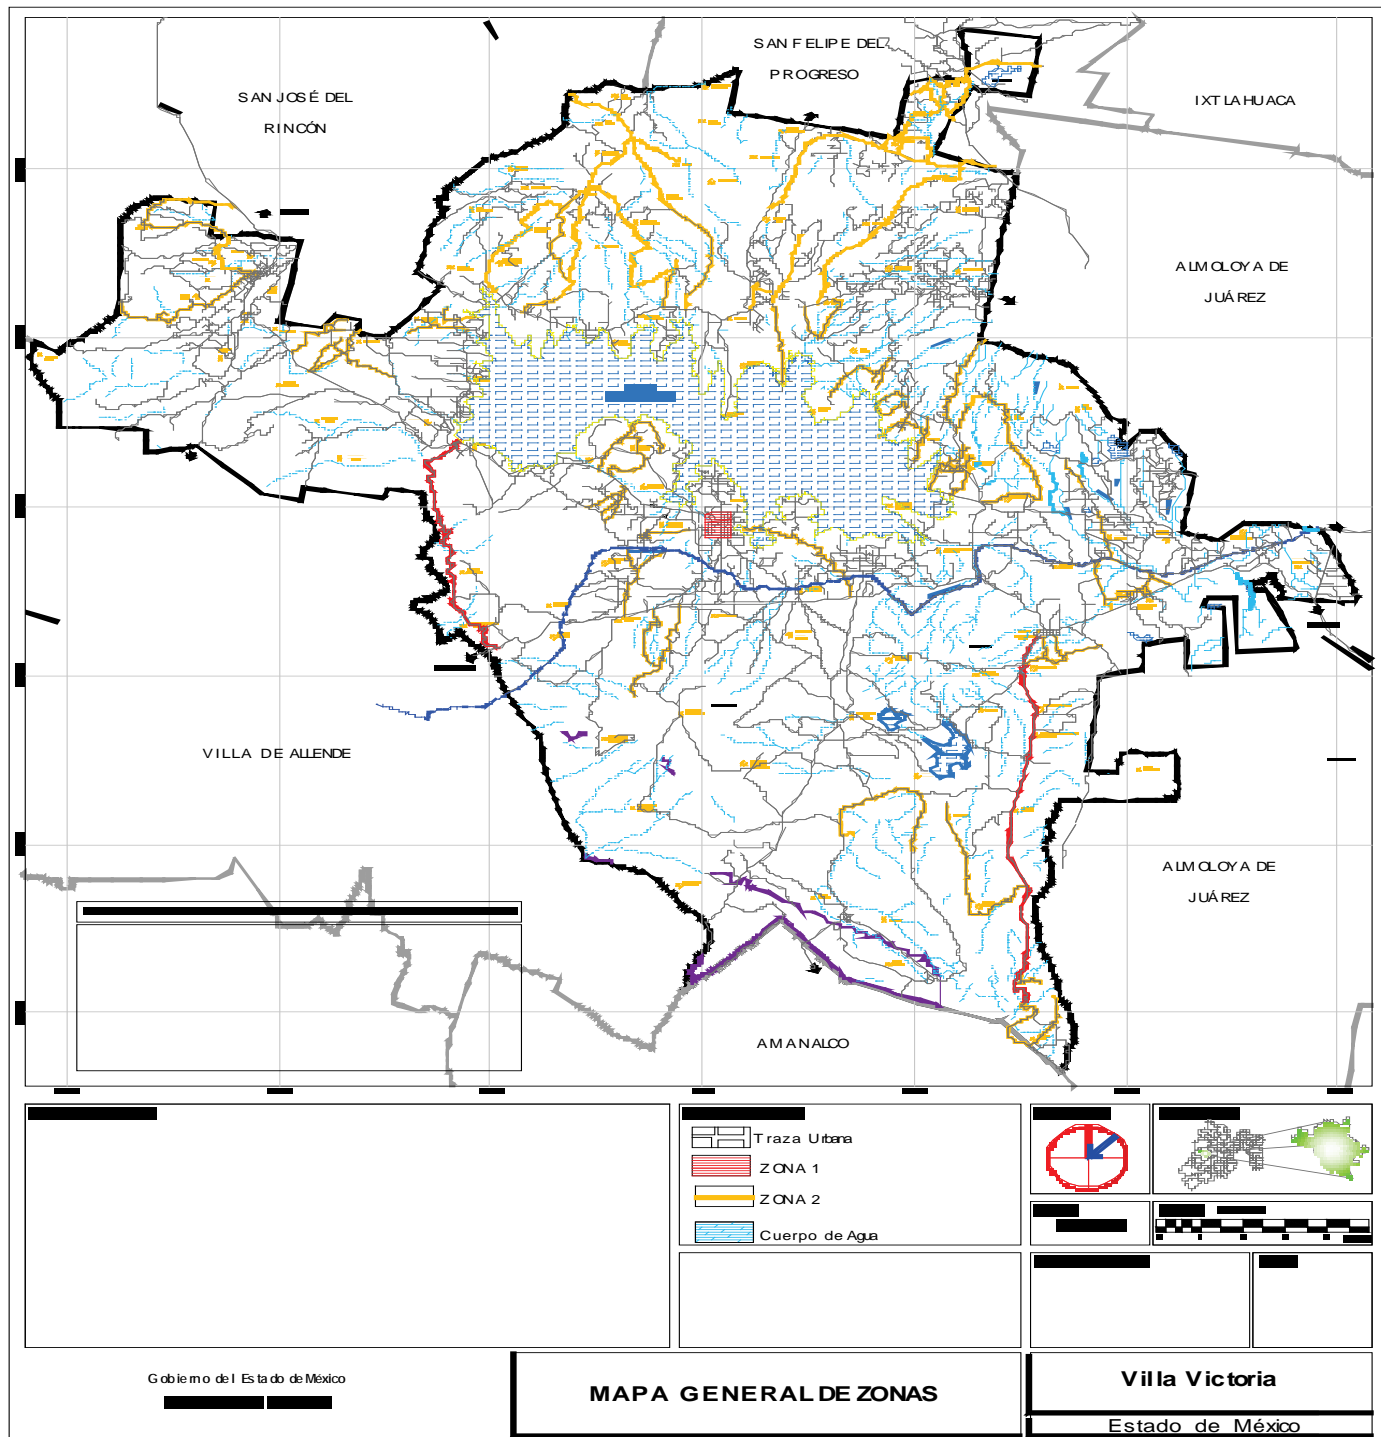 SAN FELIPE DEL
PROGRESO
SAN JOSÉ DEL
RINCÓN
IXTLAHUACA
ALMOLOYA DE
JUÁREZ
VILLA DE ALLENDE
ALMOLOYA DE
JUÁREZ
AMANALCO
Traza Urbana
ZONA 1
ZONA 2
Cuerpo de Agua
Gobierno del Estado de México
MAPA GENERAL DE ZONAS
Villa Victoria
Estado de México